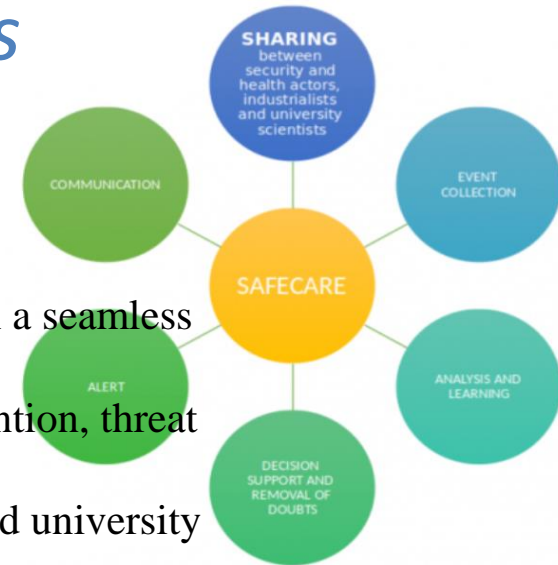 s
SHARING
between
security and
health actors,
industrialists
and university
scientists
COMMUNICATION
EVENT
COLLECTION
SAFECARE
a seamless
ALERT
ntion, threat
ANALYSIS AND
LEARNING
DECISION
SUPPORT AND
REMOVAL OF
DOUBTS
d university